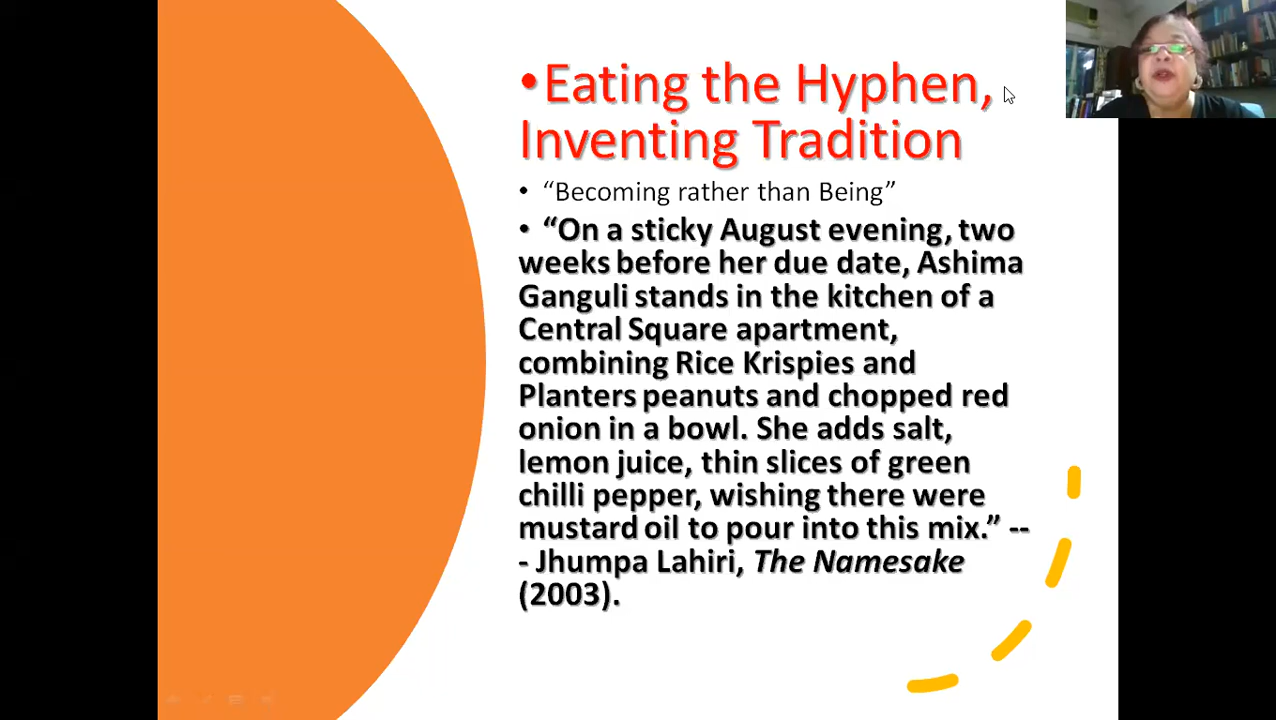 •Eating the Hyphen,
Inventing Tradition
• “Becoming rather than Being”
• “On a sticky August evening, two
weeks before her due date, Ashima
Ganguli stands in the kitchen of a
Central Square apartment,
combining Rice Krispies and
Planters peanuts and chopped red
onion in a bowl. She adds salt,
lemon juice, thin slices of green
chilli pepper, wishing there were
mustard oil to pour into this mix.” --
- Jhumpa Lahiri, The Namesake
(2003).